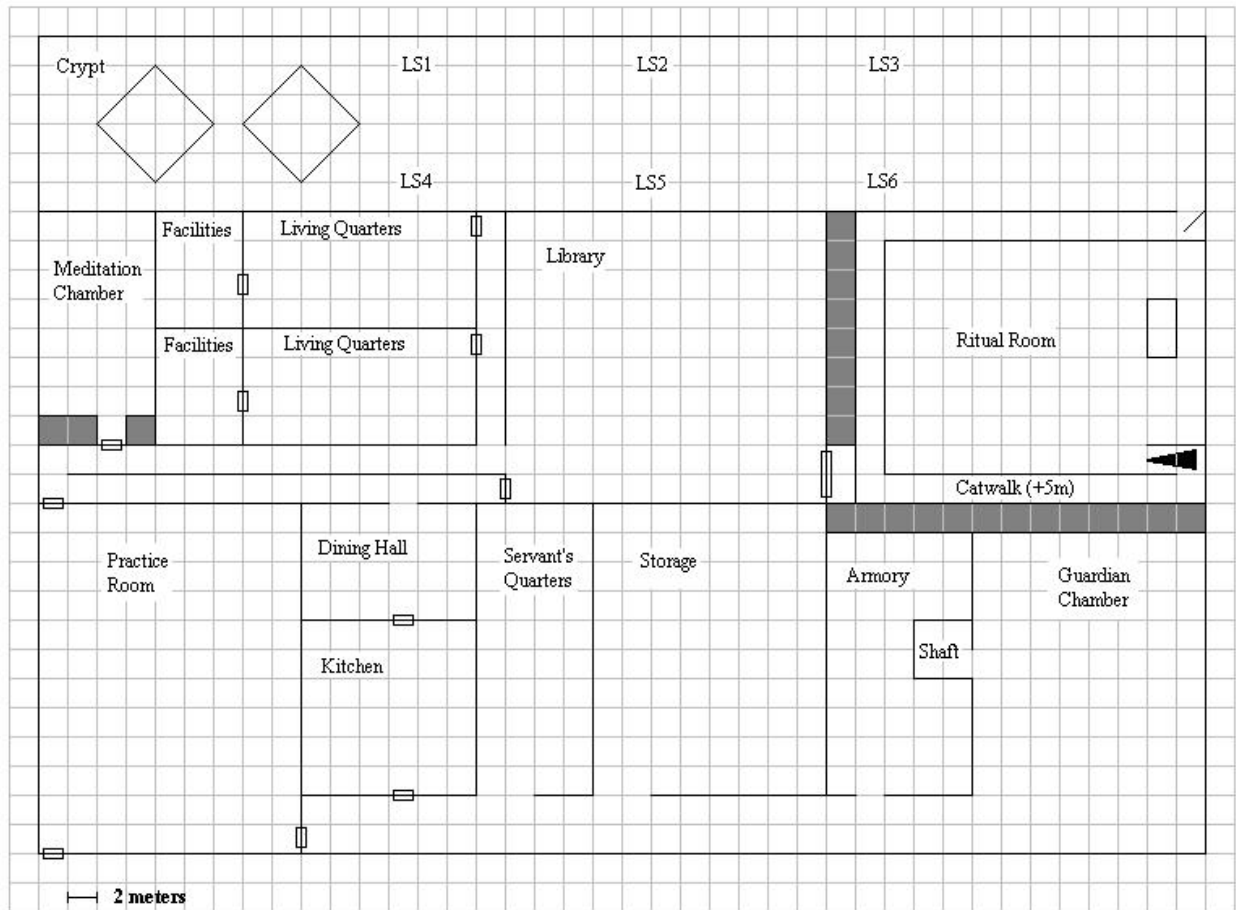 Crypt
LS1
LS2
LS3
LS4
LS5
LS6
Facilities
Living Quarters
Library
Meditation
Chamber
Facilities
Living Quarters
Ritual Room
Catwalk (+5m)
Practice
Room
Dining Hall
Servant's
Quarters
Storage
Armory
Guardian
Chamber
Shaft
Kitchen
2 meters